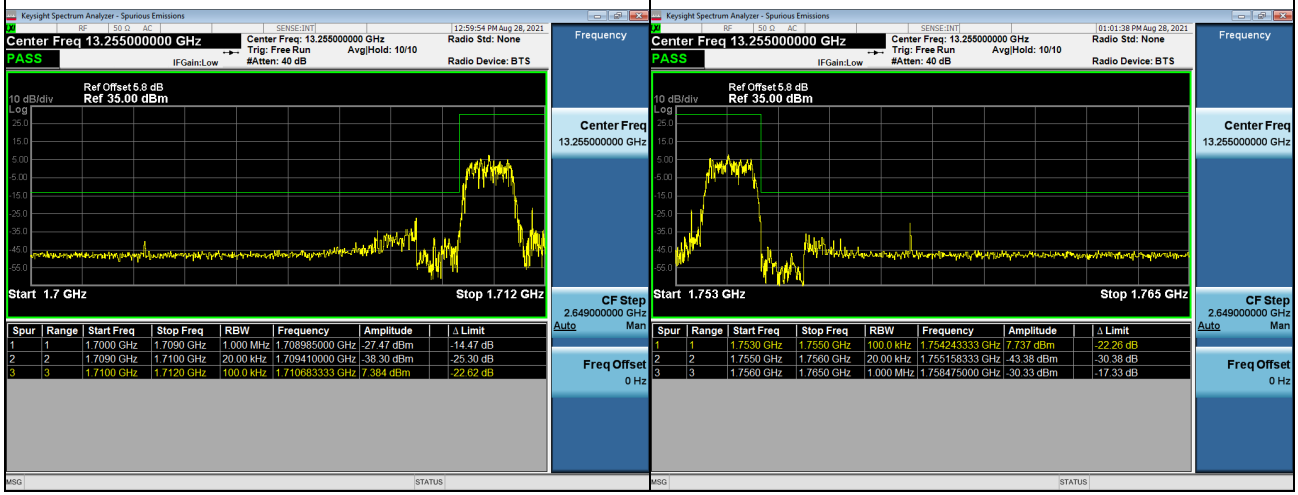 Keysight Spectrum Analyzer - Spurious Emissions
RF 50 Ω AC SENSE:INT 12:59:54 PM Aug 28, 2021
Center Freq 13.255000000 GHz Center Freq: 13.255000000 GHz Radio Std: None
Trig: Free Run Avg|Hold: 10/10
PASS IFGain:Low #Atten: 40 dB Radio Device: BTS
Ref Offset 5.8 dB
10 dB/div Ref 35.00 dBm
Log
25.0
15.0
5.00
-5.00
-15.0
-25.0
-35.0
-45.0
-55.0
Start 1.7 GHz Stop 1.712 GHz
Spur Range Start Freq Stop Freq RBW Frequency Amplitude Δ Limit
1 1 1.7000 GHz 1.7090 GHz 1.000 MHz 1.708985000 GHz -27.47 dBm -14.47 dB
2 2 1.7090 GHz 1.7100 GHz 20.00 kHz 1.709410000 GHz -38.30 dBm -25.30 dB
3 3 1.7100 GHz 1.7120 GHz 100.0 kHz 1.710683333 GHz 7.384 dBm -22.62 dB
MSG STATUS
Frequency
Center Freq
13.255000000 GHz
CF Step
2.649000000 GHz
Auto Man
Freq Offset
0 Hz
Keysight Spectrum Analyzer - Spurious Emissions
RF 50 Ω AC SENSE:INT 01:01:38 PM Aug 28, 2021
Center Freq 13.255000000 GHz Center Freq: 13.255000000 GHz Radio Std: None
Trig: Free Run Avg|Hold: 10/10
PASS IFGain:Low #Atten: 40 dB Radio Device: BTS
Ref Offset 5.8 dB
10 dB/div Ref 35.00 dBm
Log
25.0
15.0
5.00
-5.00
-15.0
-25.0
-35.0
-45.0
-55.0
Start 1.753 GHz Stop 1.765 GHz
Spur Range Start Freq Stop Freq RBW Frequency Amplitude Δ Limit
1 1 1.7530 GHz 1.7550 GHz 100.0 kHz 1.754243333 GHz 7.737 dBm -22.26 dB
2 2 1.7550 GHz 1.7560 GHz 20.00 kHz 1.755158333 GHz -43.38 dBm -30.38 dB
3 3 1.7560 GHz 1.7650 GHz 1.000 MHz 1.758475000 GHz -30.33 dBm -17.33 dB
MSG STATUS
Frequency
Center Freq
13.255000000 GHz
CF Step
2.649000000 GHz
Auto Man
Freq Offset
0 Hz